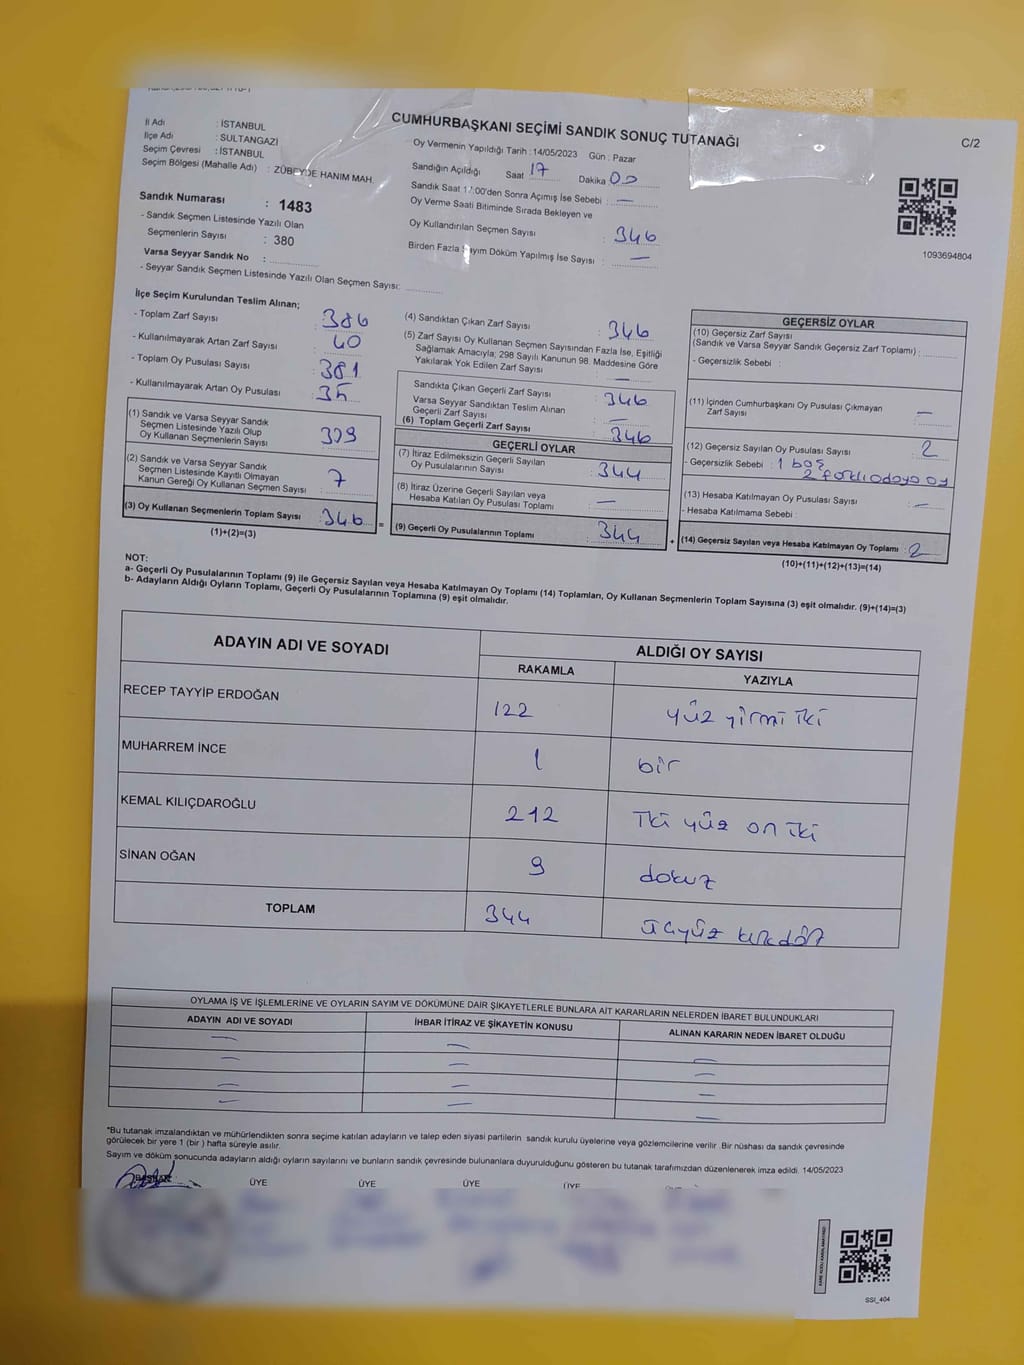 CUMHURBAŞKANI SEÇİMİ SANDIK SONUÇ TUTANAĞI
C/2
İl Adı : İSTANBUL
İlçe Adı : SULTANGAZİ
Seçim Çevresi : İSTANBUL
Seçim Bölgesi (Mahalle Adı) : ZÜBEYDE HANIM MAH.
Sandık Numarası : 1483
- Sandık Seçmen Listesinde Yazılı Olan
Seçmenlerin Sayısı : 380
Varsa Seyyar Sandık No :
- Seyyar Sandık Seçmen Listesinde Yazılı Olan Seçmen Sayısı:
Oy Vermenin Yapıldığı Tarih : 14/05/2023 Gün : Pazar
Sandığın Açıldığı Saat 17 Dakika 00
Sandık Saat 17:00'den Sonra Açımış İse Sebebi : —
Oy Verme Saati Bitiminde Sırada Bekleyen ve
Oy Kullandırılan Seçmen Sayısı : 346
Birden Fazla Sayım Döküm Yapılmış İse Sayısı : —
1093694804
İlçe Seçim Kurulundan Teslim Alınan;
- Toplam Zarf Sayısı : 386
- Kullanılmayarak Artan Zarf Sayısı : 40
- Toplam Oy Pusulası Sayısı : 381
- Kullanılmayarak Artan Oy Pusulası : 35
(1) Sandık ve Varsa Seyyar Sandık
Seçmen Listesinde Yazılı Olup
Oy Kullanan Seçmenlerin Sayısı : 339
(2) Sandık ve Varsa Seyyar Sandık
Seçmen Listesinde Kayıtlı Olmayan
Kanun Gereği Oy Kullanan Seçmen Sayısı : 7
(3) Oy Kullanan Seçmenlerin Toplam Sayısı : 346
(1)+(2)=(3)
=
(4) Sandıktan Çıkan Zarf Sayısı : 346
(5) Zarf Sayısı Oy Kullanan Seçmen Sayısından Fazla İse, Eşitliği
Sağlamak Amacıyla; 298 Sayılı Kanunun 98. Maddesine Göre
Yakılarak Yok Edilen Zarf Sayısı : —
Sandıkta Çıkan Geçerli Zarf Sayısı : 346
Varsa Seyyar Sandıktan Teslim Alınan
Geçerli Zarf Sayısı : —
(6) Toplam Geçerli Zarf Sayısı : 346
GEÇERLİ OYLAR
(7) İtiraz Edilmeksizin Geçerli Sayılan
Oy Pusulalarının Sayısı : 344
(8) İtiraz Üzerine Geçerli Sayılan veya
Hesaba Katılan Oy Pusulası Toplamı : —
(9) Geçerli Oy Pusulalarının Toplamı : 344
+
GEÇERSİZ OYLAR
(10) Geçersiz Zarf Sayısı
(Sandık ve Varsa Seyyar Sandık Geçersiz Zarf Toplamı) :
- Geçersizlik Sebebi :
(11) İçinden Cumhurbaşkanı Oy Pusulası Çıkmayan
Zarf Sayısı : —
(12) Geçersiz Sayılan Oy Pusulası Sayısı : 2
- Geçersizlik Sebebi : 1 boş
2 farklı adaya oy
(13) Hesaba Katılmayan Oy Pusulası Sayısı : —
- Hesaba Katılmama Sebebi :
(14) Geçersiz Sayılan veya Hesaba Katılmayan Oy Toplamı : 2
(10)+(11)+(12)+(13)=(14)
NOT:
a- Geçerli Oy Pusulalarının Toplamı (9) ile Geçersiz Sayılan veya Hesaba Katılmayan Oy Toplamı (14) Toplamları, Oy Kullanan Seçmenlerin Toplam Sayısına (3) eşit olmalıdır. (9)+(14)=(3)
b- Adayların Aldığı Oyların Toplamı, Geçerli Oy Pusulalarının Toplamına (9) eşit olmalıdır.
ADAYIN ADI VE SOYADI
ALDIĞI OY SAYISI
RAKAMLA YAZIYLA
RECEP TAYYİP ERDOĞAN 122 yüz yirmi iki
MUHARREM İNCE 1 bir
KEMAL KILIÇDAROĞLU 212 iki yüz on iki
SİNAN OĞAN 9 dokuz
TOPLAM 344 üçyüz kırkdört
OYLAMA İŞ VE İŞLEMLERİNE VE OYLARIN SAYIM VE DÖKÜMÜNE DAİR ŞİKAYETLERLE BUNLARA AİT KARARLARIN NELERDEN İBARET BULUNDUKLARI
ADAYIN ADI VE SOYADI İHBAR İTİRAZ VE ŞİKAYETİN KONUSU ALINAN KARARIN NEDEN İBARET OLDUĞU
— — —
— — —
— — —
— — —
*Bu tutanak imzalandıktan ve mühürlendikten sonra seçime katılan adayların ve talep eden siyasi partilerin sandık kurulu üyelerine veya gözlemcilerine verilir. Bir nüshası da sandık çevresinde
görülecek bir yere 1 (bir ) hafta süreyle asılır.
Sayım ve döküm sonucunda adayların aldığı oyların sayılarını ve bunların sandık çevresinde bulunanlara duyurulduğunu gösteren bu tutanak tarafımızdan düzenlenerek imza edildi. 14/05/2023
BAŞKAN ÜYE ÜYE ÜYE ÜYE
SSI_404